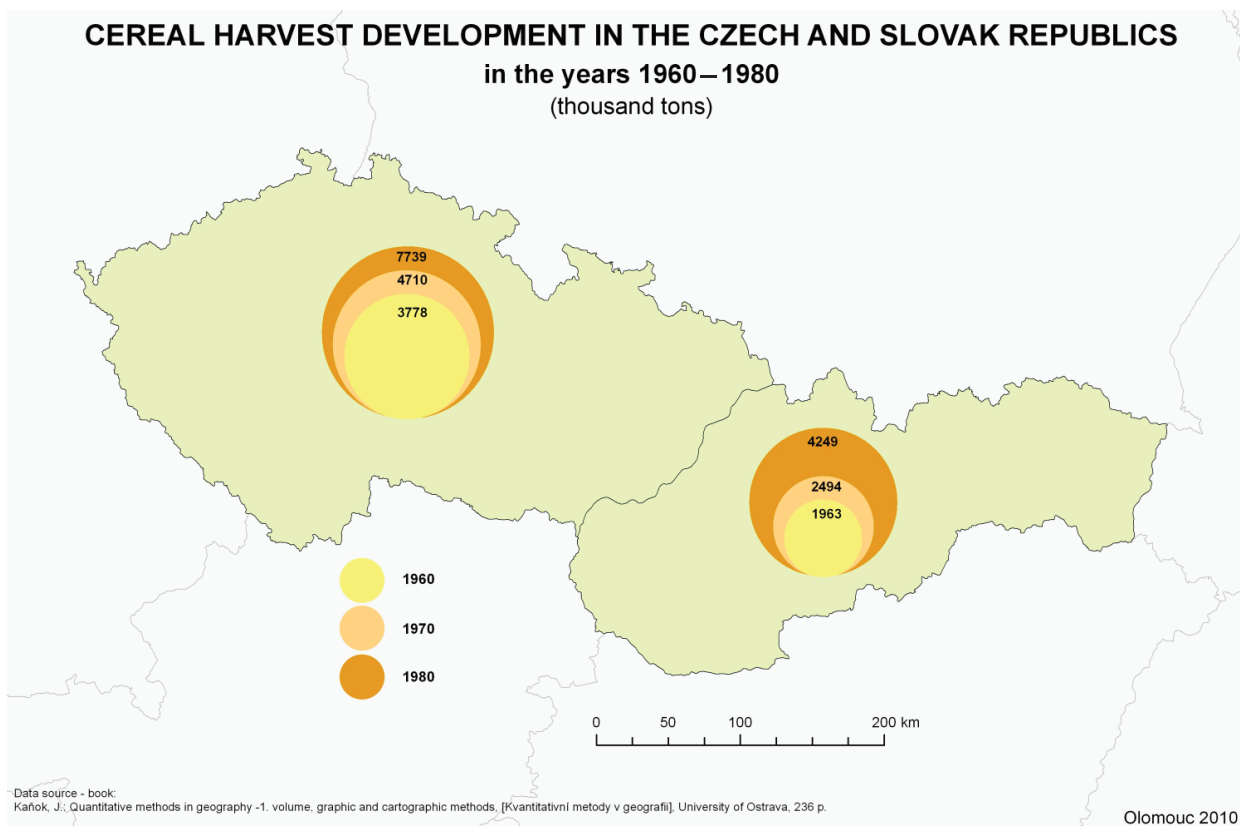 CEREAL HARVEST DEVELOPMENT IN THE CZECH AND SLOVAK REPUBLICS
in the years 1960–1980
(thousand tons)
7739
4710
3778
4249
2494
1963
1960
1970
1980
0 50 100 200 km
Data source - book:
Kaňok, J.: Quantitative methods in geography -1. volume, graphic and cartographic methods, [Kvantitativní metody v geografii], University of Ostrava, 236 p.
Olomouc 2010